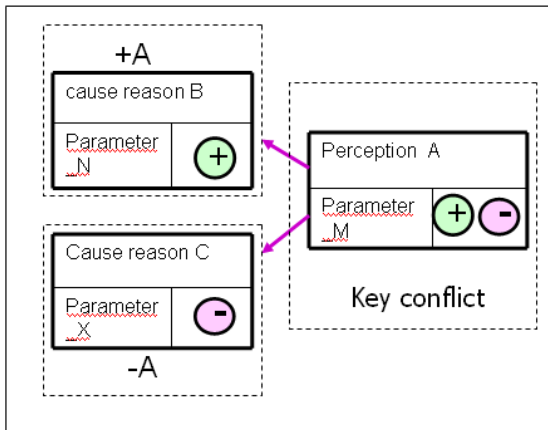 +A
cause reason B
Parameter
_N
+
Cause reason C
Parameter
_X
-
-A
Perception A
Parameter
_M
+ -
Key conflict